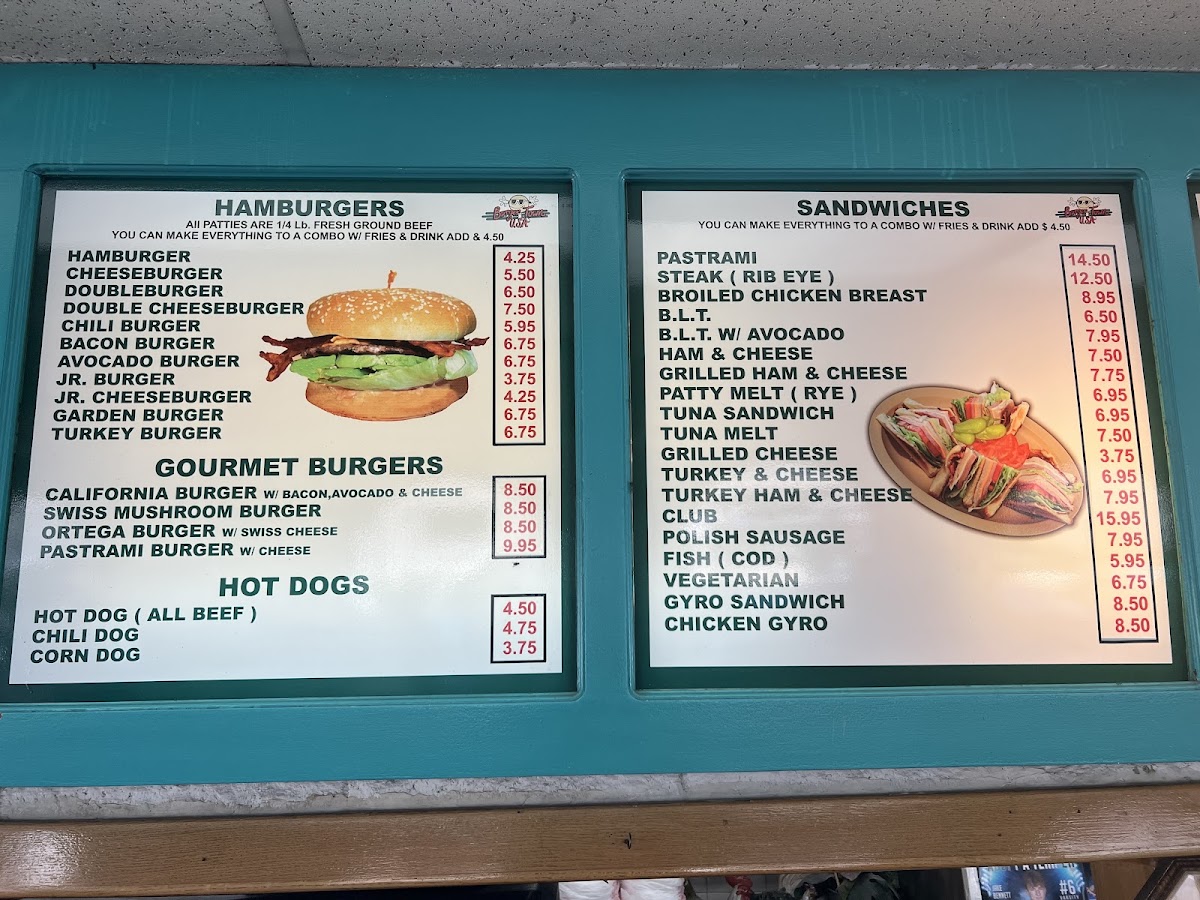 HAMBURGERS
All PATTIES ARE 1/4 Lb. FRESH GROUND BEEF
YOU CAN MAKE EVERYTHING TO A COMBO W/ FRIES & DRINK ADD & 4.50
Burger Town
USA
HAMBURGER 4.25
CHEESEBURGER 5.50
DOUBLEBURGER 6.50
DOUBLE CHEESEBURGER 7.50
CHILI BURGER 5.95
BACON BURGER 6.75
AVOCADO BURGER 6.75
JR. BURGER 3.75
JR. CHEESEBURGER 4.25
GARDEN BURGER 6.75
TURKEY BURGER 6.75
GOURMET BURGERS
CALIFORNIA BURGER W/ BACON,AVOCADO & CHEESE 8.50
SWISS MUSHROOM BURGER 8.50
ORTEGA BURGER W/ SWISS CHEESE 8.50
PASTRAMI BURGER W/ CHEESE 9.95
HOT DOGS
HOT DOG ( ALL BEEF ) 4.50
CHILI DOG 4.75
CORN DOG 3.75
SANDWICHES
YOU CAN MAKE EVERYTHING TO A COMBO W/ FRIES & DRINK ADD $ 4.50
Burger Town
USA
PASTRAMI 14.50
STEAK ( RIB EYE ) 12.50
BROILED CHICKEN BREAST 8.95
B.L.T. 6.50
B.L.T. W/ AVOCADO 7.95
HAM & CHEESE 7.50
GRILLED HAM & CHEESE 7.75
PATTY MELT ( RYE ) 6.95
TUNA SANDWICH 6.95
TUNA MELT 7.50
GRILLED CHEESE 3.75
TURKEY & CHEESE 6.95
TURKEY HAM & CHEESE 7.95
CLUB 15.95
POLISH SAUSAGE 7.95
FISH ( COD ) 5.95
VEGETARIAN 6.75
GYRO SANDWICH 8.50
CHICKEN GYRO 8.50
BENNETT
#6
VARSITY